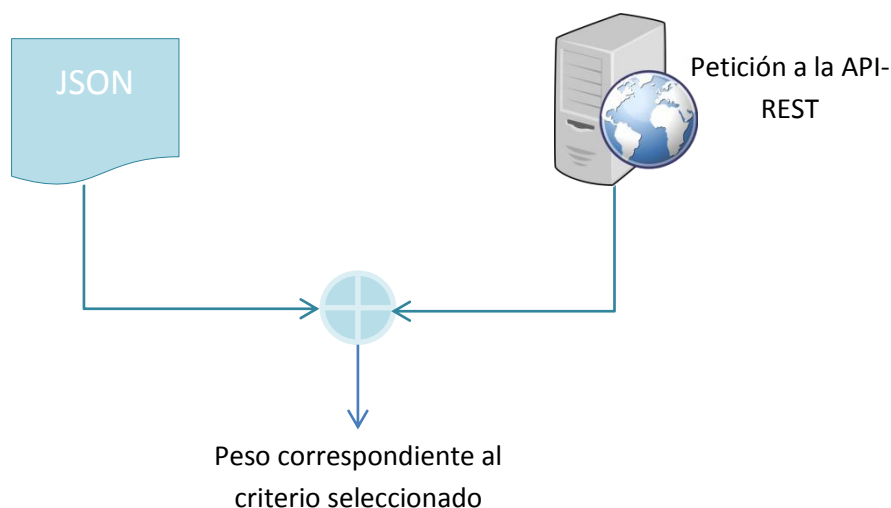 JSON
Petición a la API-
REST
Peso correspondiente al
criterio seleccionado